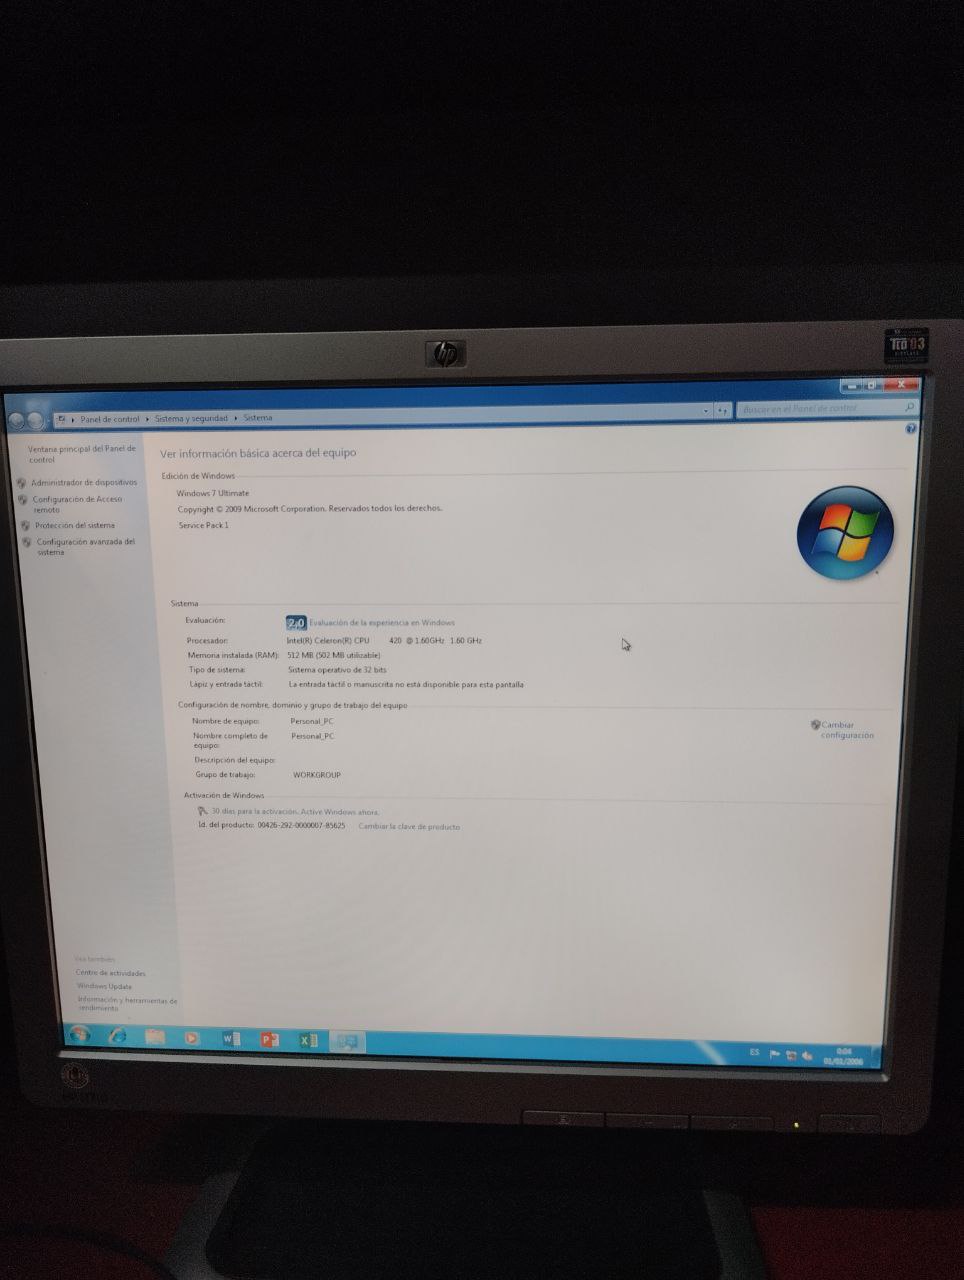 hp
TCO'03
DISPLAYS
Panel de control
Sistema y seguridad
Sistema
Buscar en el Panel de control
Ventana principal del Panel de
control
Administrador de dispositivos
Configuración de Acceso
remoto
Protección del sistema
Configuración avanzada del
sistema
Ver información básica acerca del equipo
Edición de Windows
Windows 7 Ultimate
Copyright © 2009 Microsoft Corporation. Reservados todos los derechos.
Service Pack 1
Sistema
Evaluación: 2,0 Evaluación de la experiencia en Windows
Procesador: Intel(R) Celeron(R) CPU 420 @ 1.60GHz 1.60 GHz
Memoria instalada (RAM): 512 MB (502 MB utilizable)
Tipo de sistema: Sistema operativo de 32 bits
Lápiz y entrada táctil: La entrada táctil o manuscrita no está disponible para esta pantalla
Configuración de nombre, dominio y grupo de trabajo del equipo
Nombre de equipo: Personal_PC
Cambiar
configuración
Nombre completo de
equipo: Personal_PC
Descripción del equipo:
Grupo de trabajo: WORKGROUP
Activación de Windows
30 días para la activación. Active Windows ahora.
Id. del producto: 00426-292-0000007-85625 Cambiar la clave de producto
Vea también
Centro de actividades
Windows Update
Información y herramientas de
rendimiento
ES
0:04
01/01/2006